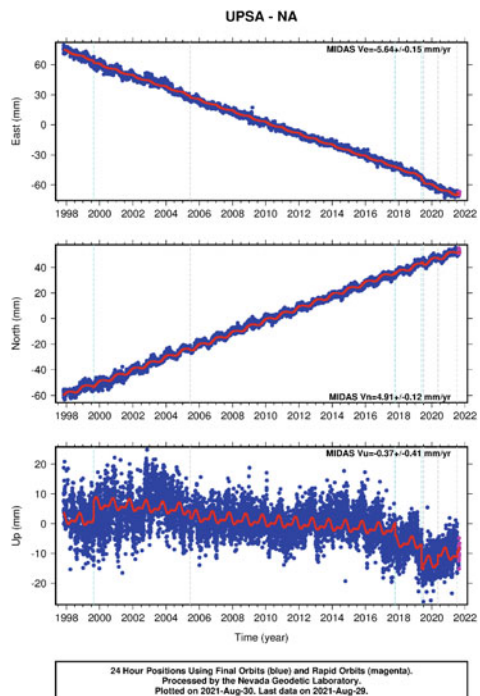 UPSA - NA
MIDAS Ve=-5.64+/-0.15 mm/yr
East (mm)
60
30
0
-30
-60
1998 2000 2002 2004 2006 2008 2010 2012 2014 2016 2018 2020 2022
North (mm)
40
20
0
-20
-40
-60
MIDAS Vn=4.91+/-0.12 mm/yr
1998 2000 2002 2004 2006 2008 2010 2012 2014 2016 2018 2020 2022
MIDAS Vu=-0.37+/-0.41 mm/yr
Up (mm)
20
10
0
-10
-20
1998 2000 2002 2004 2006 2008 2010 2012 2014 2016 2018 2020 2022
Time (year)
24 Hour Positions Using Final Orbits (blue) and Rapid Orbits (magenta).
Processed by the Nevada Geodetic Laboratory.
Plotted on 2021-Aug-30. Last data on 2021-Aug-29.